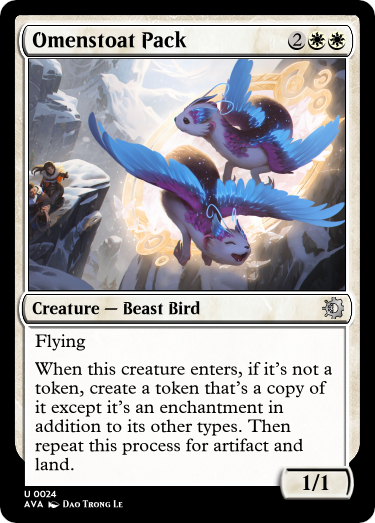 Omenstoat Pack 2
Creature — Beast Bird
Flying
When this creature enters, if it's not a
token, create a token that's a copy of
it except it's an enchantment in
addition to its other types. Then
repeat this process for artifact and
land.
1/1
U 0024
AVA Dao Trong Le